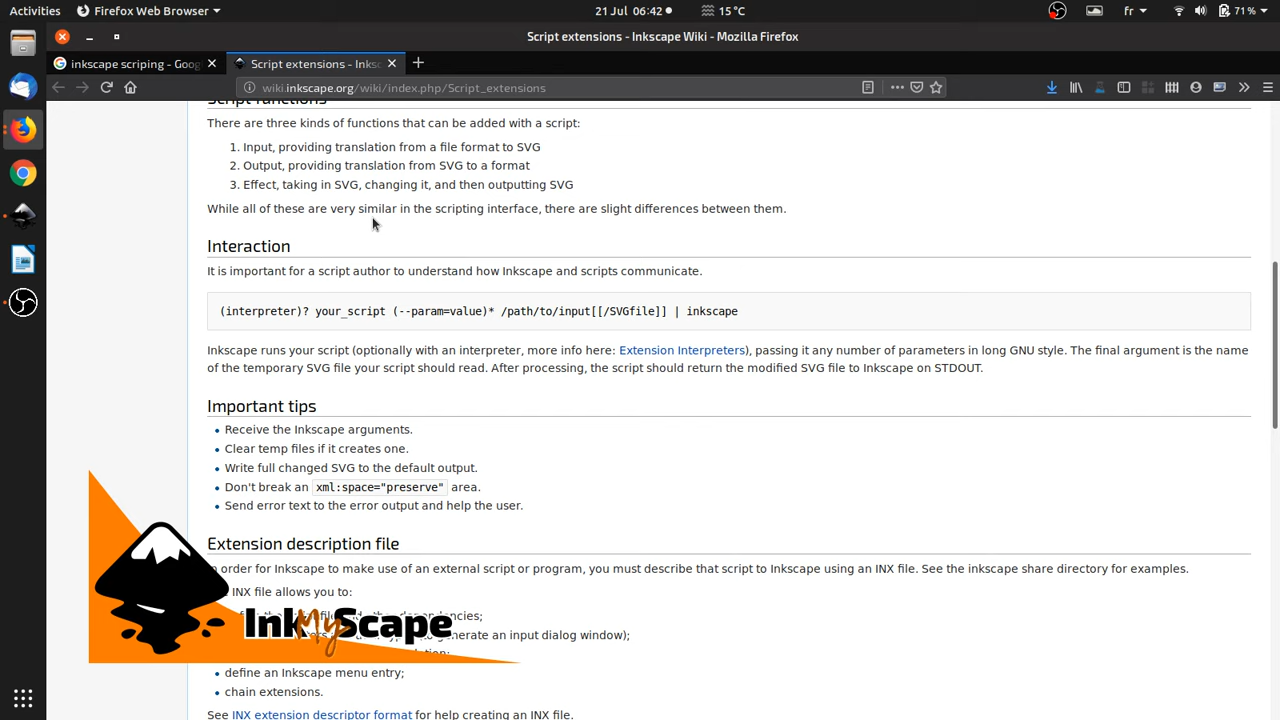 Activities
Firefox Web Browser
21 Jul 06:42
15 °C
fr
71 %
Script extensions - Inkscape Wiki - Mozilla Firefox
inkscape scriping - Goog
Script extensions - Inksc
wiki.inkscape.org/wiki/index.php/Script_extensions
Script functions
There are three kinds of functions that can be added with a script:
1. Input, providing translation from a file format to SVG
2. Output, providing translation from SVG to a format
3. Effect, taking in SVG, changing it, and then outputting SVG
While all of these are very similar in the scripting interface, there are slight differences between them.
Interaction
It is important for a script author to understand how Inkscape and scripts communicate.
(interpreter)? your_script (--param=value)* /path/to/input[[/SVGfile]] | inkscape
Inkscape runs your script (optionally with an interpreter, more info here: Extension Interpreters), passing it any number of parameters in long GNU style. The final argument is the name
of the temporary SVG file your script should read. After processing, the script should return the modified SVG file to Inkscape on STDOUT.
Important tips
Receive the Inkscape arguments.
Clear temp files if it creates one.
Write full changed SVG to the default output.
Don't break an xml:space="preserve" area.
Send error text to the error output and help the user.
Extension description file
order for Inkscape to make use of an external script or program, you must describe that script to Inkscape using an INX file. See the inkscape share directory for examples.
INX file allows you to:
InkMyScape
generate an input dialog window);
define an Inkscape menu entry;
chain extensions.
See INX extension descriptor format for help creating an INX file.